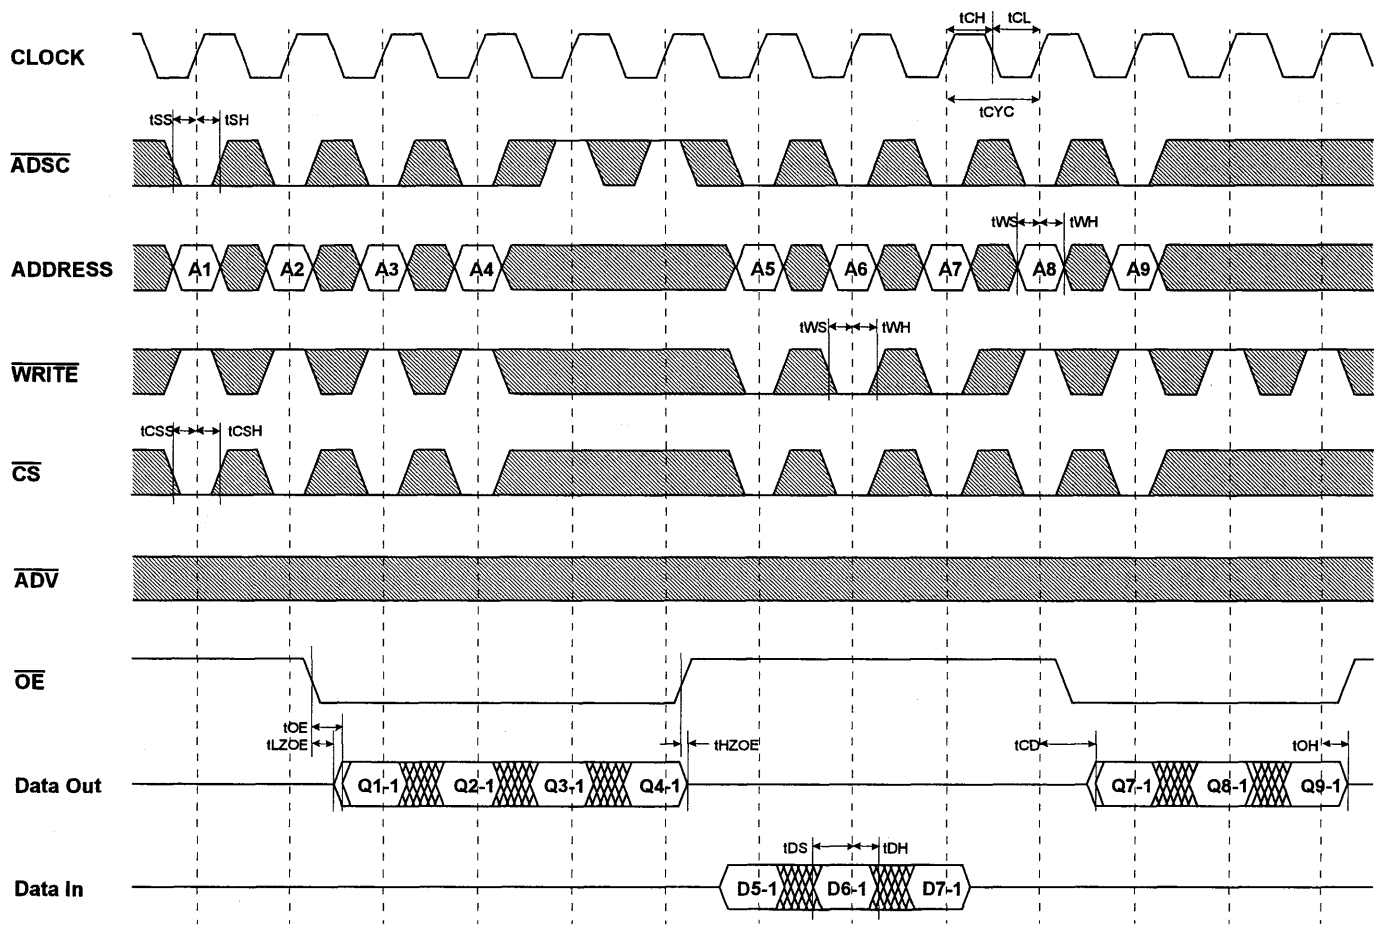 tCH tCL
CLOCK
tCYC
tSS tSH
ADSC
tWS tWH
ADDRESS A1 A2 A3 A4 A5 A6 A7 A8 A9
tWS tWH
WRITE
tCSS tCSH
CS
ADV
OE
tOE
tLZOE tHZOE tCD tOH
Data Out Q1-1 Q2-1 Q3-1 Q4-1 Q7-1 Q8-1 Q9-1
tDS tDH
Data In D5-1 D6-1 D7-1